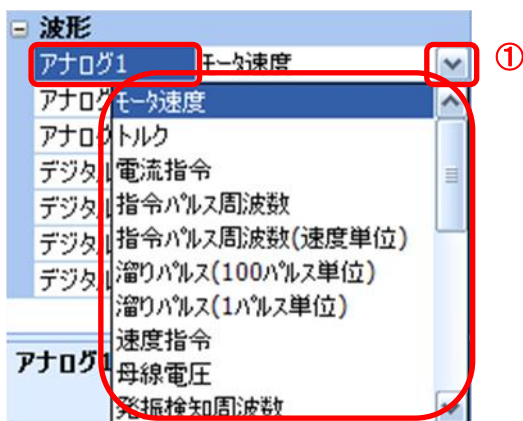 波形
アナログ1 モータ速度 ①
アナログ モータ速度
アナログ トルク
デジタル 電流指令
デジタル 指令パルス周波数
デジタル 指令パルス周波数(速度単位)
デジタル 溜りパルス(100パルス単位)
溜りパルス(1パルス単位)
速度指令
アナログ1 母線電圧
発振検知周波数